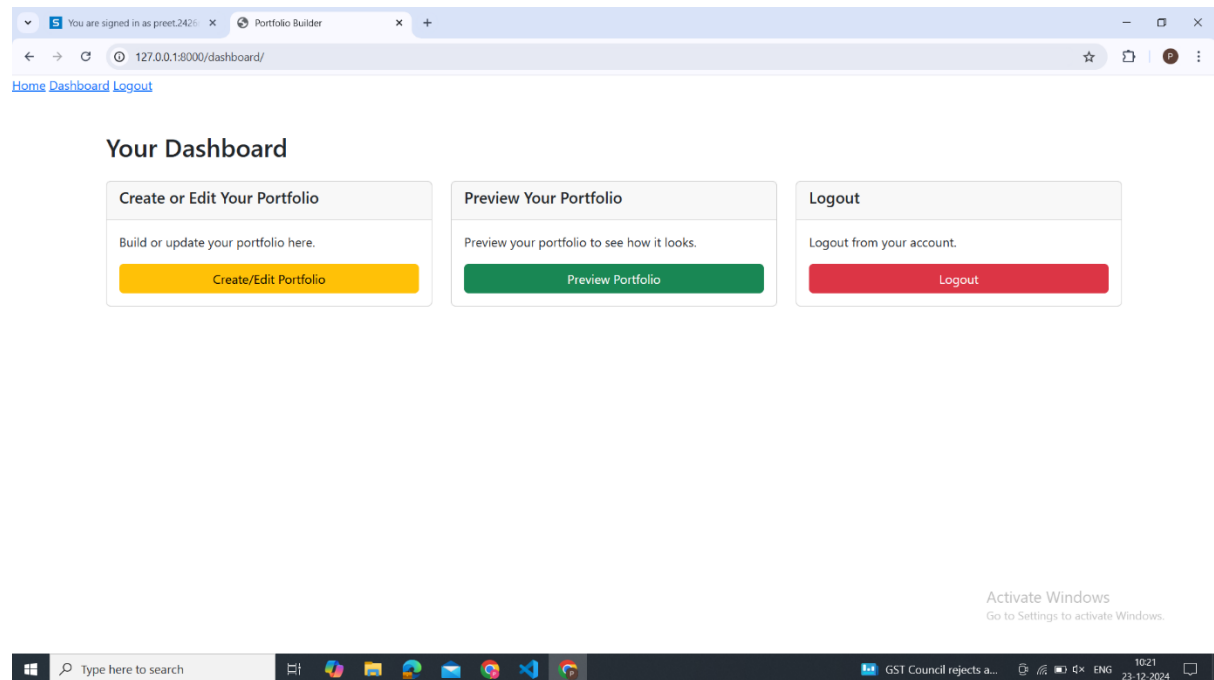 You are signed in as preet.2426
Portfolio Builder
127.0.0.1:8000/dashboard/
P
Home Dashboard Logout
Your Dashboard
Create or Edit Your Portfolio
Build or update your portfolio here.
Create/Edit Portfolio
Preview Your Portfolio
Preview your portfolio to see how it looks.
Preview Portfolio
Logout
Logout from your account.
Logout
Activate Windows
Go to Settings to activate Windows.
Type here to search
GST Council rejects a...
ENG
10:21
23-12-2024